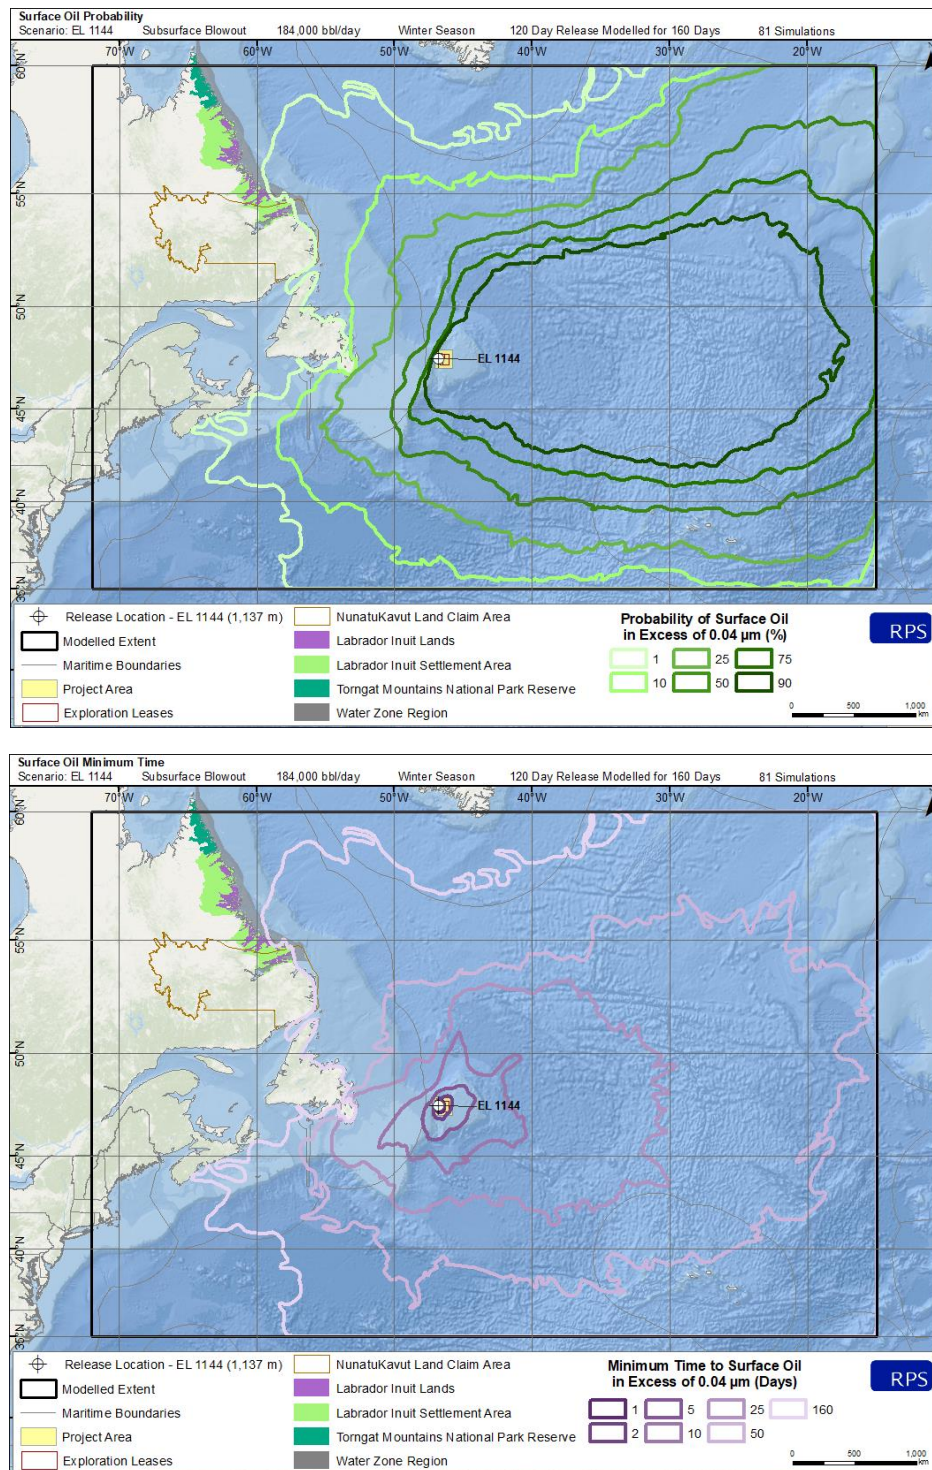 Surface Oil Probability
Scenario: EL 1144 Subsurface Blowout 184,000 bbl/day Winter Season 120 Day Release Modelled for 160 Days 81 Simulations
70°W 60°W 50°W 40°W 30°W 20°W
60°N
55°N
50°N
EL 1144
45°N
40°N
35°N
Release Location - EL 1144 (1,137 m)
Modelled Extent
Maritime Boundaries
Project Area
Exploration Leases
NunatuKavut Land Claim Area
Labrador Inuit Lands
Labrador Inuit Settlement Area
Torngat Mountains National Park Reserve
Water Zone Region
Probability of Surface Oil
in Excess of 0.04 µm (%)
1 25 75
10 50 90
RPS
0 500 1,000
km
Surface Oil Minimum Time
Scenario: EL 1144 Subsurface Blowout 184,000 bbl/day Winter Season 120 Day Release Modelled for 160 Days 81 Simulations
70°W 60°W 50°W 40°W 30°W 20°W
60°N
55°N
50°N
EL 1144
45°N
40°N
35°N
Release Location - EL 1144 (1,137 m)
Modelled Extent
Maritime Boundaries
Project Area
Exploration Leases
NunatuKavut Land Claim Area
Labrador Inuit Lands
Labrador Inuit Settlement Area
Torngat Mountains National Park Reserve
Water Zone Region
Minimum Time to Surface Oil
in Excess of 0.04 µm (Days)
1 5 25 160
2 10 50
RPS
0 500 1,000
km